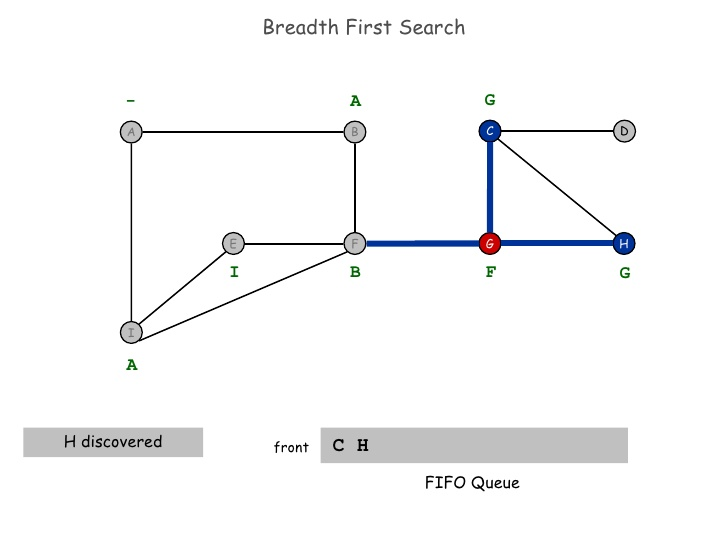 Breadth First Search
- A G
A B C D
E F G H
I B F G
I
A
H discovered
front C H
FIFO Queue